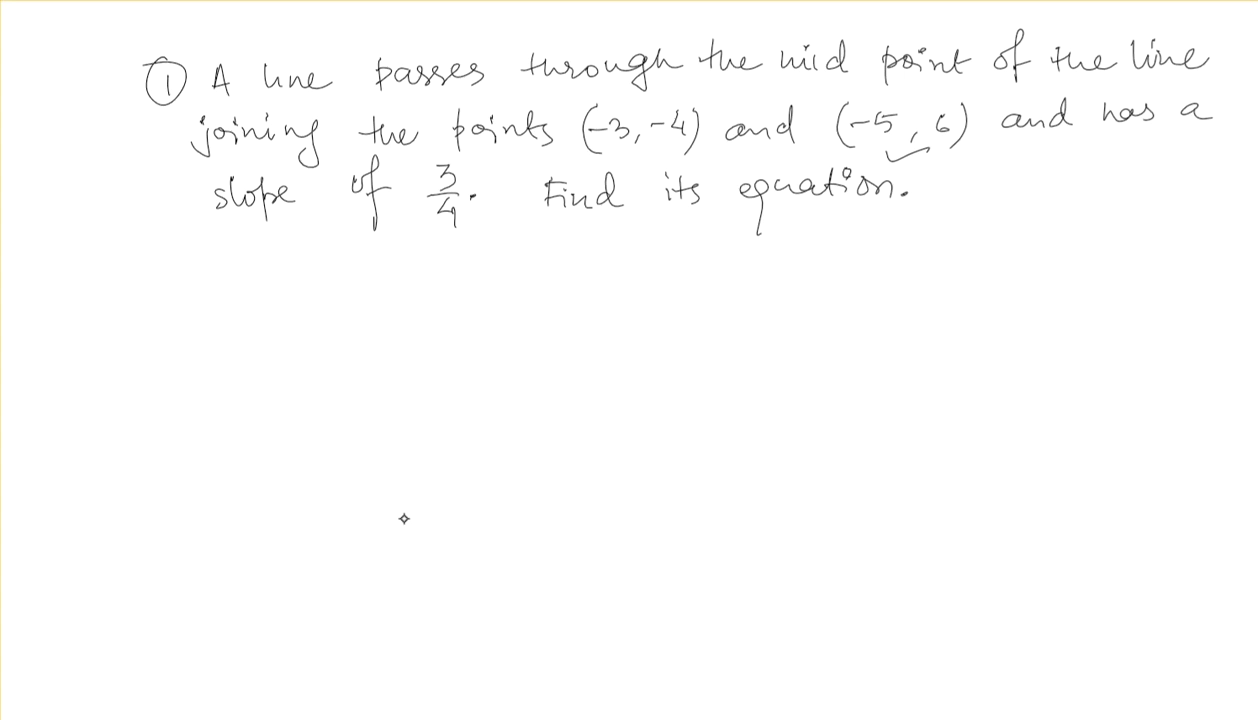 ① A line passes through the mid point of the line
joining the points (-3, -4) and (-5, 6) and has a
slope of 3/4. Find its equation.